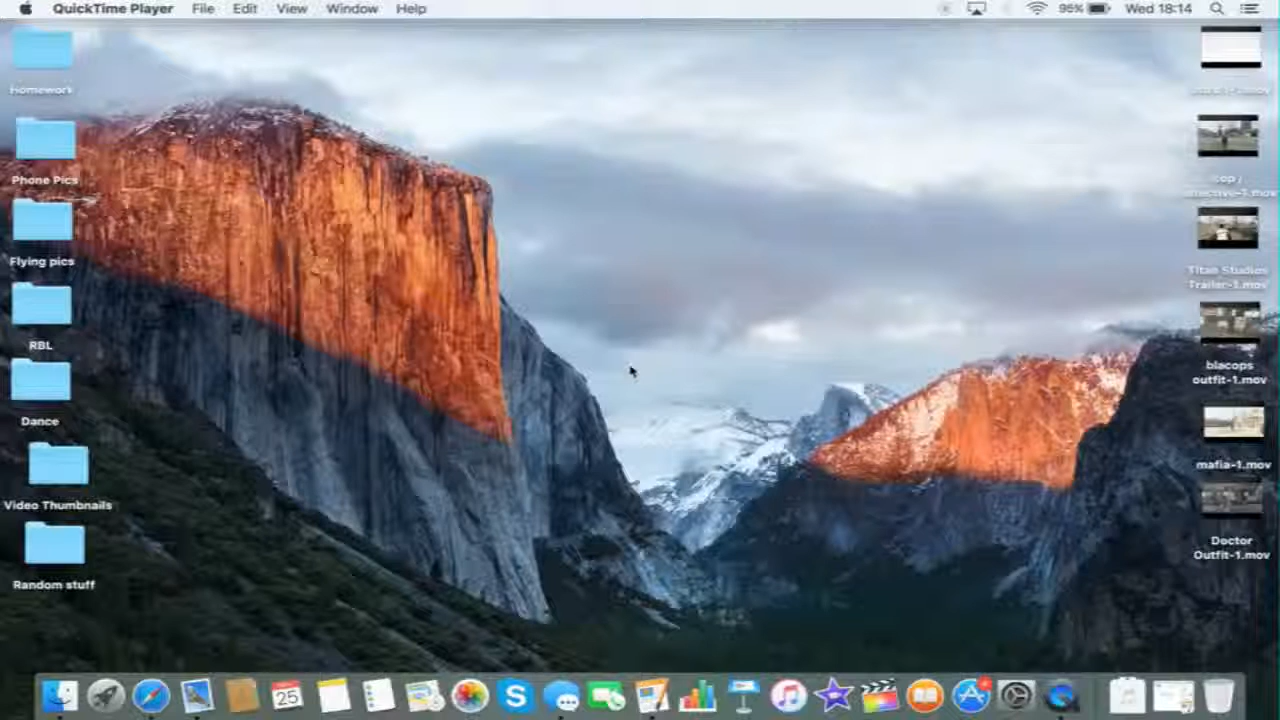 QuickTime Player File Edit View Window Help 95% Wed 18:14
Homework
Phone Pics
Flying pics
RBL
Dance
Video Thumbnails
Random stuff
cop /
Titan Studios
Trailer-1.mov
blacops
outfit-1.mov
mafia-1.mov
Doctor
Outfit-1.mov
25